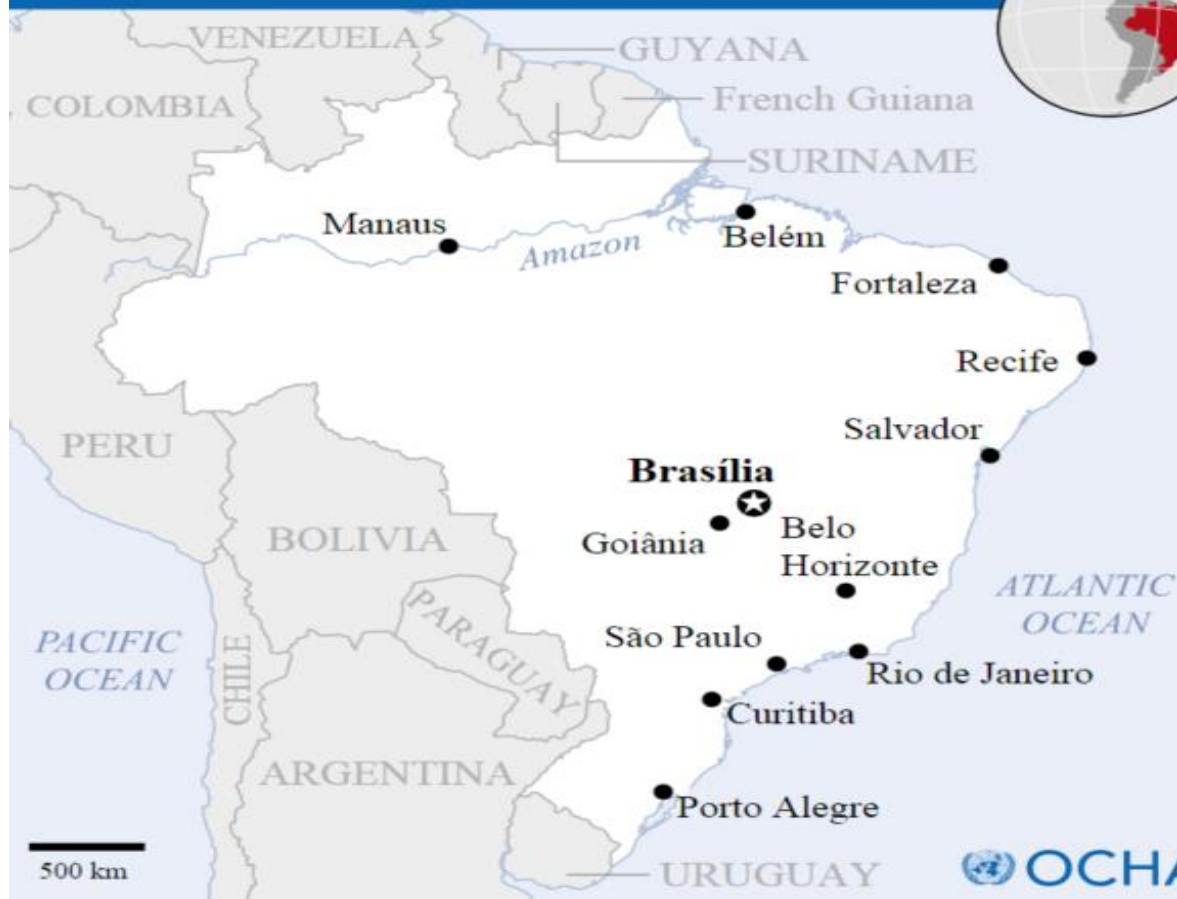 VENEZUELA
GUYANA
COLOMBIA
French Guiana
SURINAME
Manaus
Amazon
Belém
Fortaleza
Recife
PERU
Salvador
Brasília
BOLIVIA
Goiânia
Belo
Horizonte
ATLANTIC
OCEAN
PARAGUAY
PACIFIC
OCEAN
CHILE
São Paulo
Rio de Janeiro
Curitiba
ARGENTINA
Porto Alegre
500 km
URUGUAY
OCHA